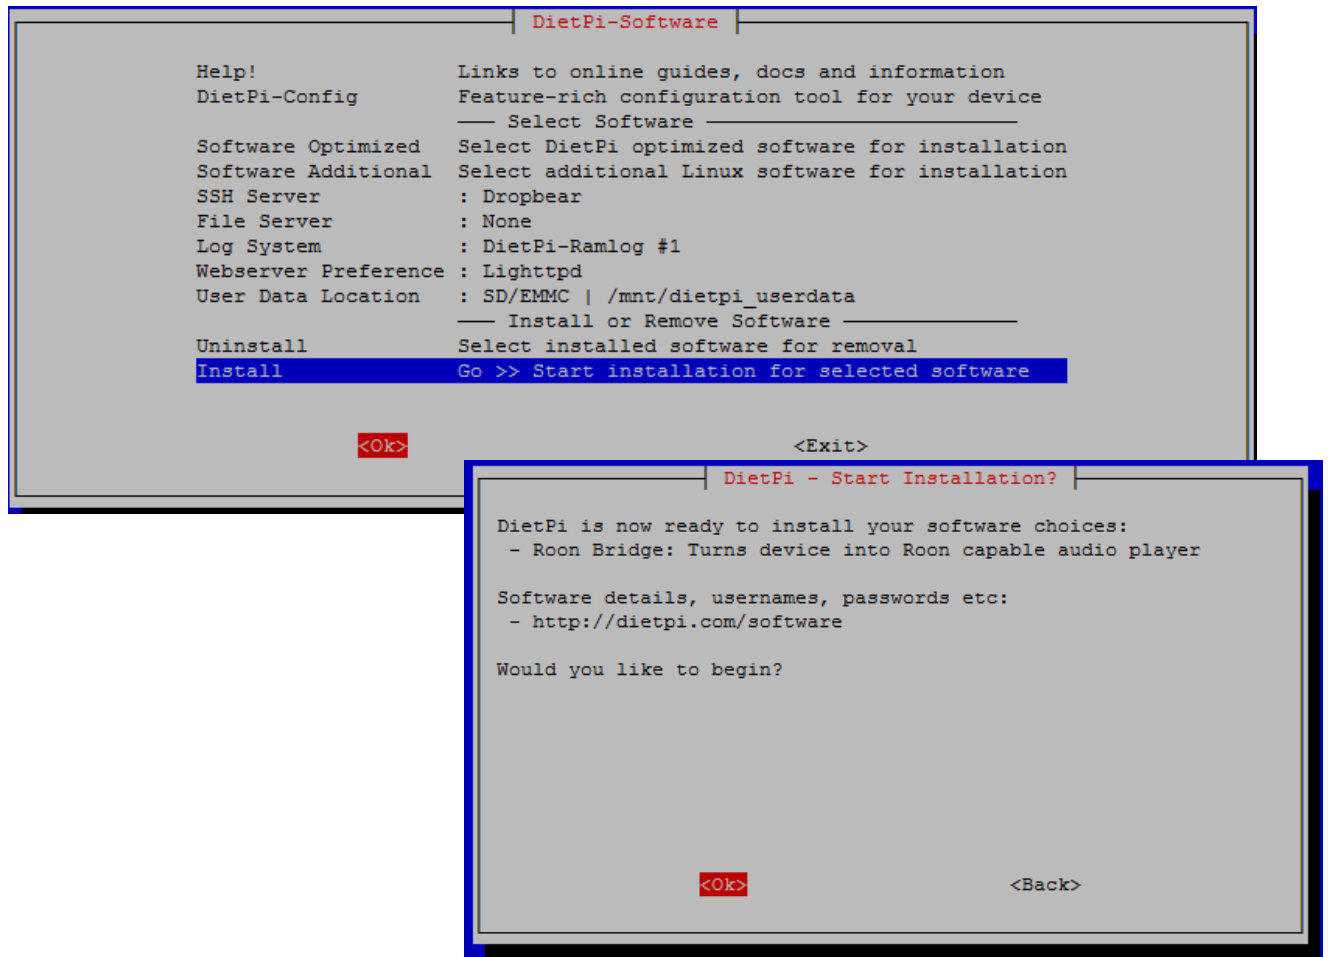 DietPi-Software
Help! Links to online guides, docs and information
DietPi-Config Feature-rich configuration tool for your device
Select Software
Software Optimized Select DietPi optimized software for installation
Software Additional Select additional Linux software for installation
SSH Server : Dropbear
File Server : None
Log System : DietPi-Ramlog #1
Webserver Preference : Lighttpd
User Data Location : SD/EMMC | /mnt/dietpi_userdata
Install or Remove Software
Uninstall Select installed software for removal
Install Go >> Start installation for selected software
<Ok> <Exit>
DietPi - Start Installation?
DietPi is now ready to install your software choices:
- Roon Bridge: Turns device into Roon capable audio player
Software details, usernames, passwords etc:
- http://dietpi.com/software
Would you like to begin?
<Ok> <Back>